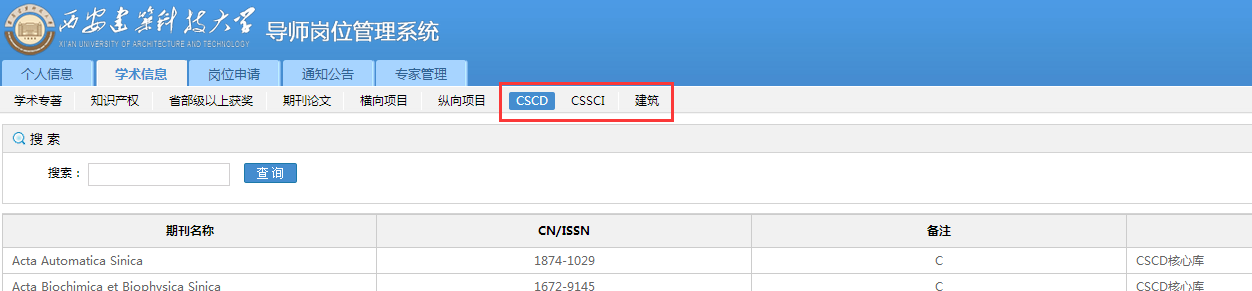 西安建筑科技大学
XI'AN UNIVERSITY OF ARCHITECTURE AND TECHNOLOGY
导师岗位管理系统
个人信息 学术信息 岗位申请 通知公告 专家管理
学术专著 知识产权 省部级以上获奖 期刊论文 横向项目 纵向项目 CSCD CSSCI 建筑
搜 索
搜索： 查 询
期刊名称 CN/ISSN 备注
Acta Automatica Sinica 1874-1029 C CSCD核心库
Acta Biochimica et Biophysica Sinica 1672-9145 C CSCD核心库